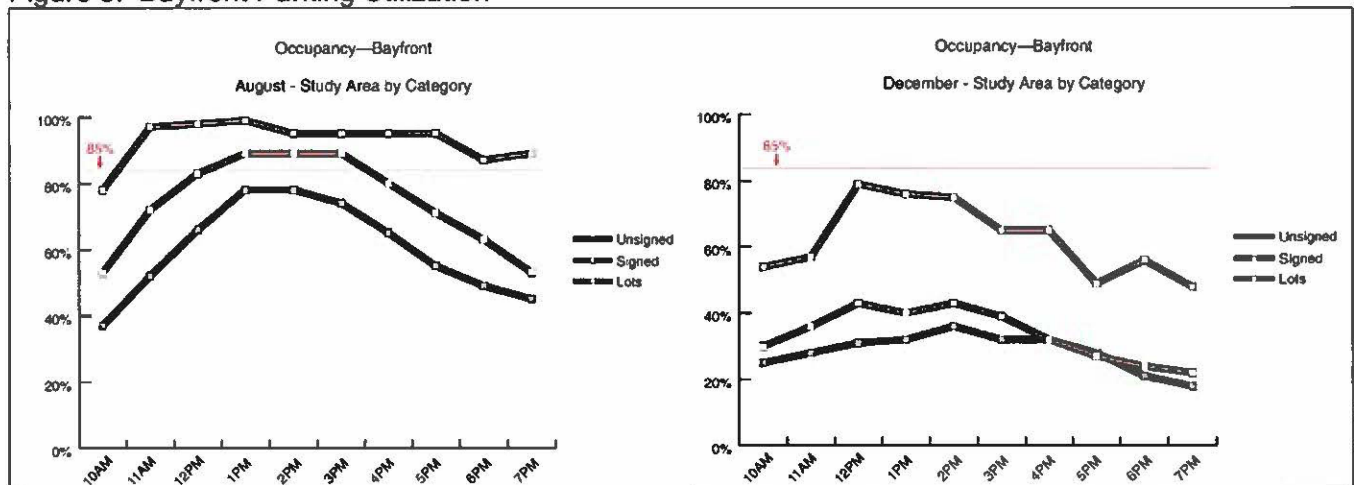 Figure 3. Bayfront Parking Utilization
Occupancy—Bayfront
August - Study Area by Category
100%
85%
80%
60%
40%
20%
0%
10AM
11AM
12PM
1PM
2PM
3PM
4PM
5PM
6PM
7PM
Unsigned
Signed
Lots
Occupancy—Bayfront
December - Study Area by Category
100%
85%
80%
60%
40%
20%
0%
10AM
11AM
12PM
1PM
2PM
3PM
4PM
5PM
6PM
7PM
Unsigned
Signed
Lots